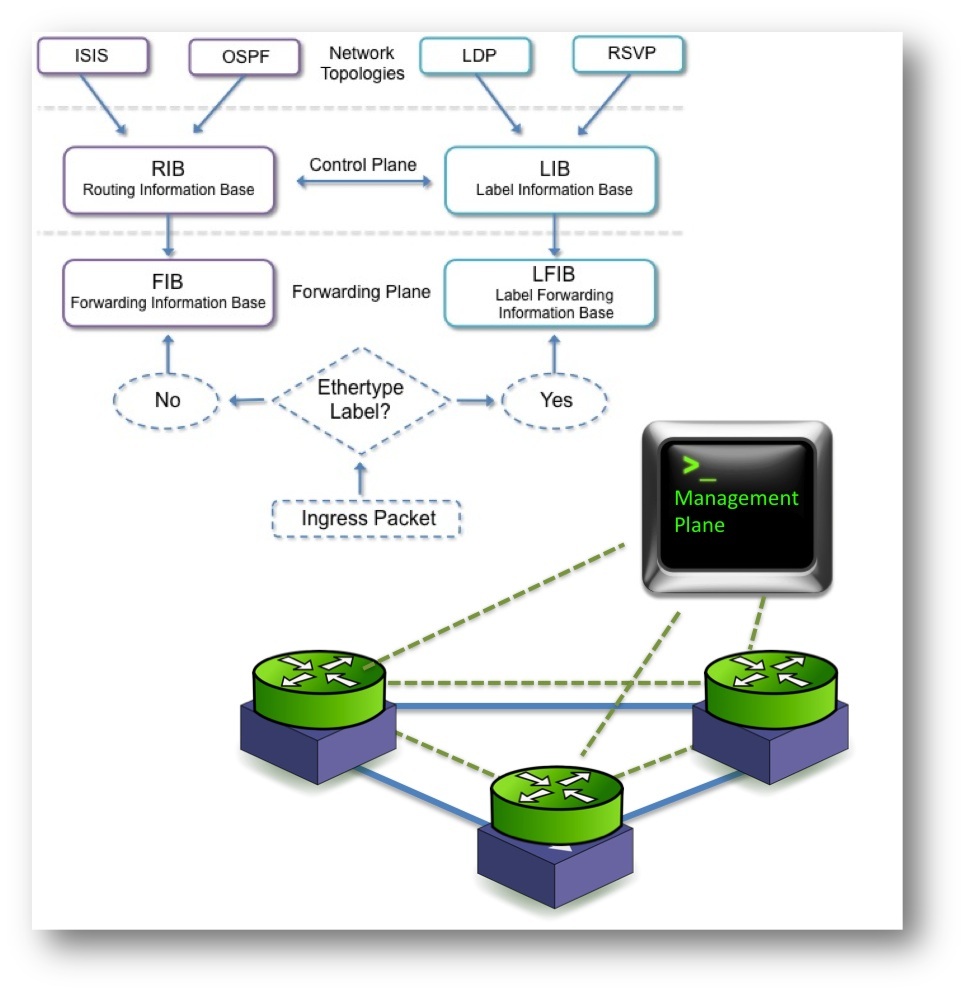 ISIS
OSPF
Network
Topologies
LDP
RSVP
RIB
Routing Information Base
Control Plane
LIB
Label Information Base
FIB
Forwarding Information Base
Forwarding Plane
LFIB
Label Forwarding
Information Base
No
Ethertype
Label?
Yes
Ingress Packet
>_
Management
Plane